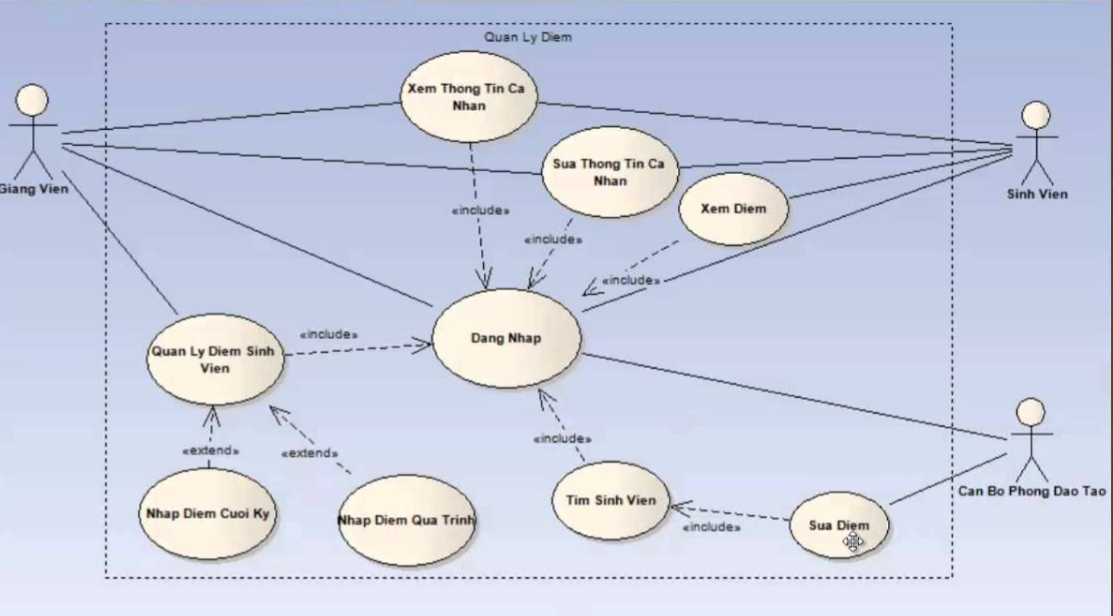 Quan Ly Diem
Xem Thong Tin Ca
Nhan
Sua Thong Tin Ca
Nhan
Giang Vien
Sinh Vien
Xem Diem
«include»
«include»
«include»
Dang Nhap
«include»
Quan Ly Diem Sinh
Vien
«extend»
«extend»
«include»
Can Bo Phong Dao Tao
Nhap Diem Cuoi Ky
Nhap Diem Qua Trinh
Tim Sinh Vien
«include»
Sua Diem